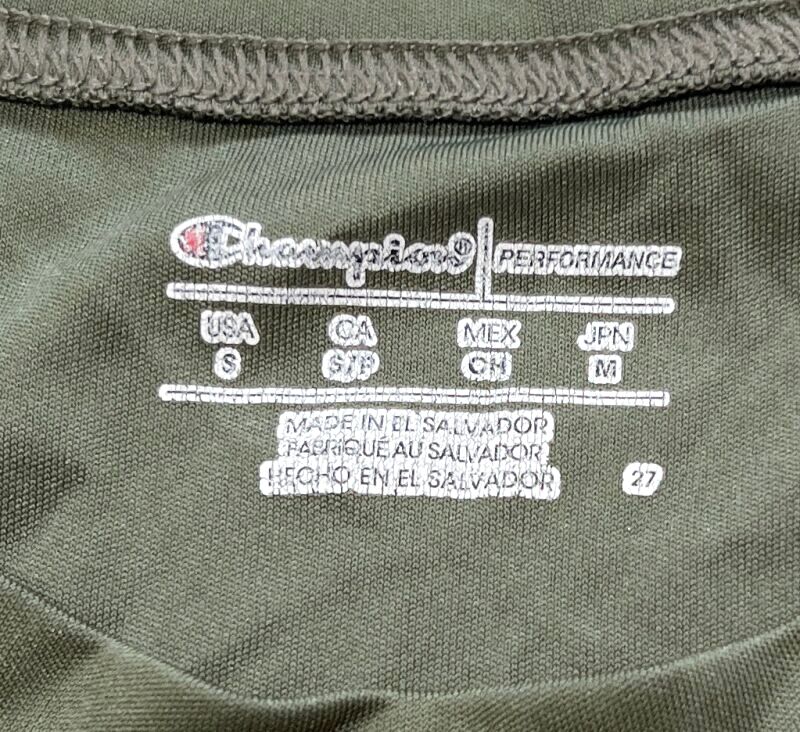 Champion® PERFORMANCE
USA CA MEX JPN
S S/P CH M
MADE IN EL SALVADOR
FABRIQUÉ AU SALVADOR
HECHO EN EL SALVADOR 27